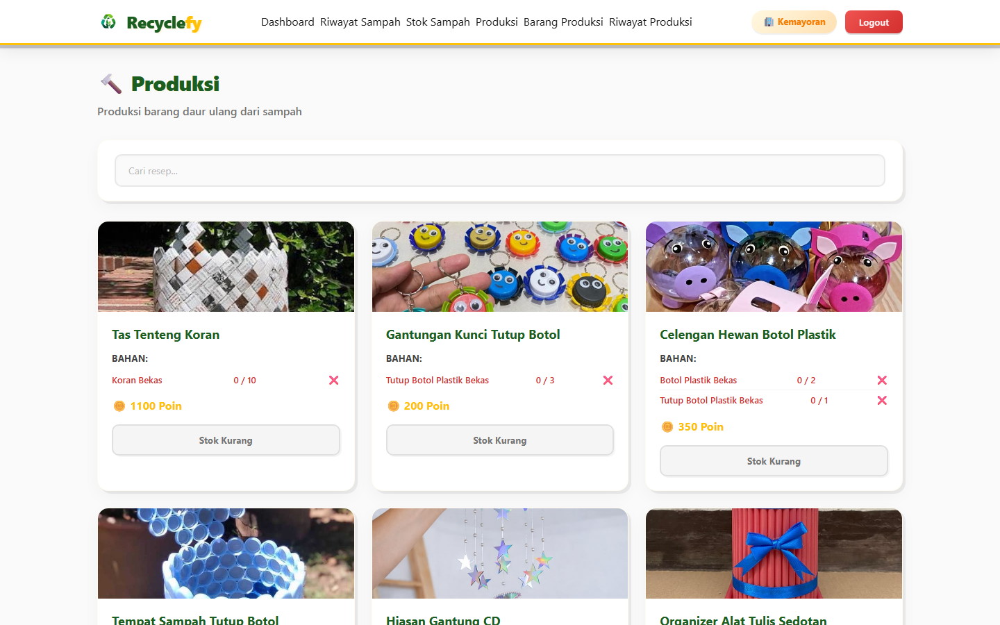 Recyclefy
Dashboard Riwayat Sampah Stok Sampah Produksi Barang Produksi Riwayat Produksi
Kemayoran
Logout
Produksi
Produksi barang daur ulang dari sampah
Cari resep...
Tas Tenteng Koran
BAHAN:
Koran Bekas 0 / 10
1100 Poin
Stok Kurang
Gantungan Kunci Tutup Botol
BAHAN:
Tutup Botol Plastik Bekas 0 / 3
200 Poin
Stok Kurang
Celengan Hewan Botol Plastik
BAHAN:
Botol Plastik Bekas 0 / 2
Tutup Botol Plastik Bekas 0 / 1
350 Poin
Stok Kurang
Tempat Sampah Tutup Botol
Hiasan Gantung CD
Organizer Alat Tulis Sedotan